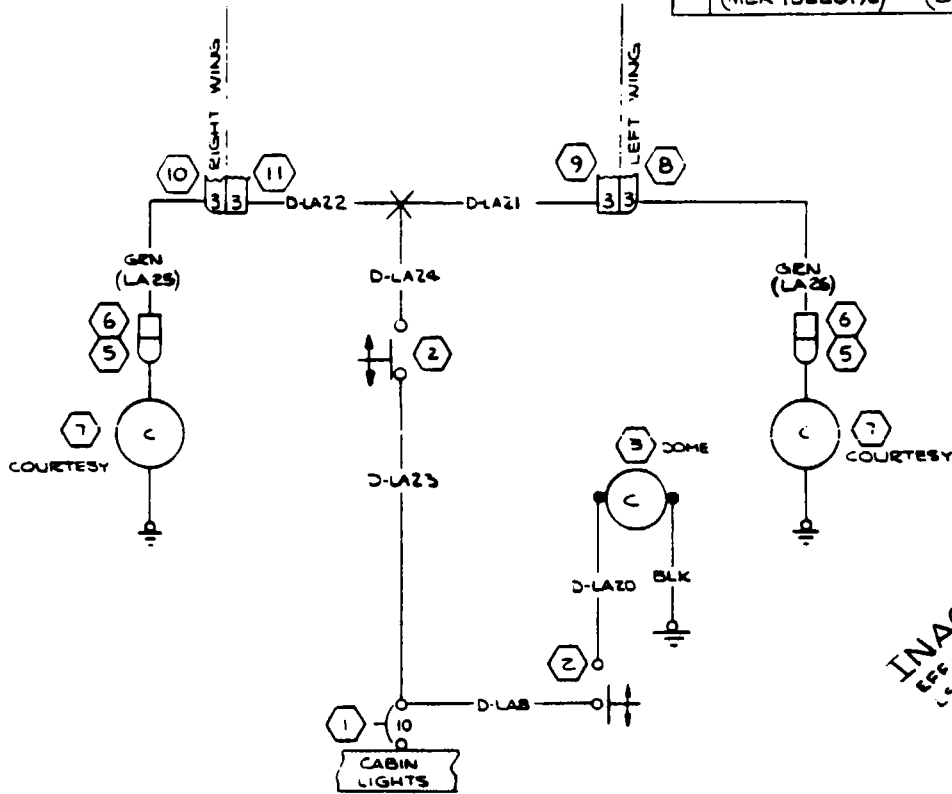 RIGHT WING
LEFT WING
10
11
9
8
3 3
D-LA22
D-LA21
3 3
GRN
(LA25)
D-LA24
GRN
(LA26)
6
5
2
6
5
7
C
COURTESY
C
7
COURTESY
3
DOME
C
D-LA23
D-LA20
BLK
2
D-LA8
1
10
CABIN
LIGHTS